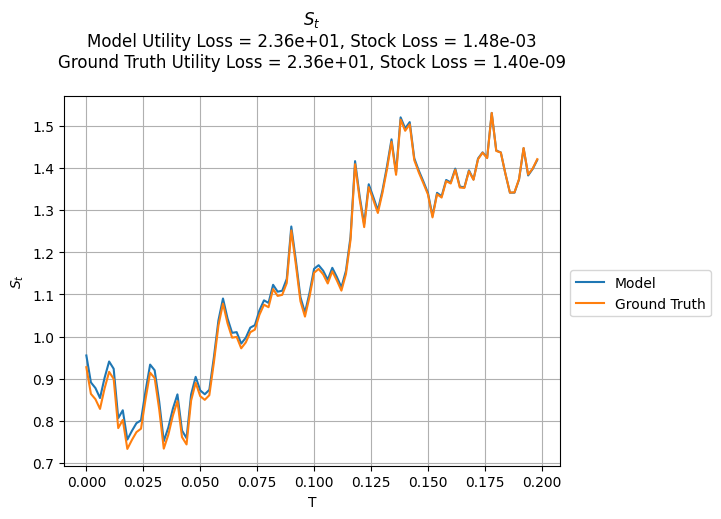 S_t
Model Utility Loss = 2.36e+01, Stock Loss = 1.48e-03
Ground Truth Utility Loss = 2.36e+01, Stock Loss = 1.40e-09
1.5
1.4
1.3
1.2
1.1
1.0
0.9
0.8
0.7
S_t
0.000 0.025 0.050 0.075 0.100 0.125 0.150 0.175 0.200
T
Model
Ground Truth